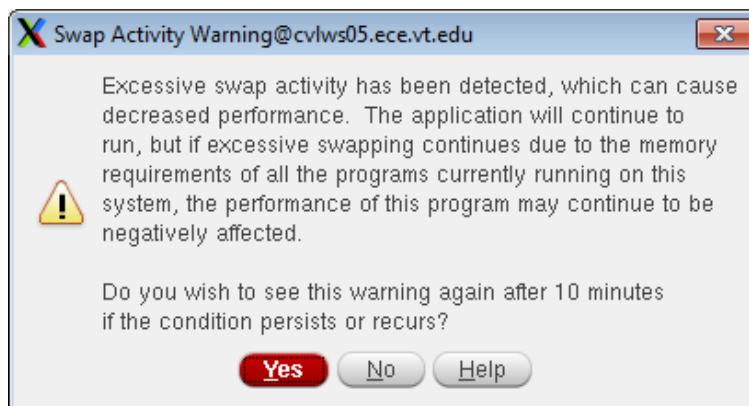 Swap Activity Warning@cvlws05.ece.vt.edu
Excessive swap activity has been detected, which can cause
decreased performance.  The application will continue to
run, but if excessive swapping continues due to the memory
requirements of all the programs currently running on this
system, the performance of this program may continue to be
negatively affected.
Do you wish to see this warning again after 10 minutes
if the condition persists or recurs?
Yes No Help